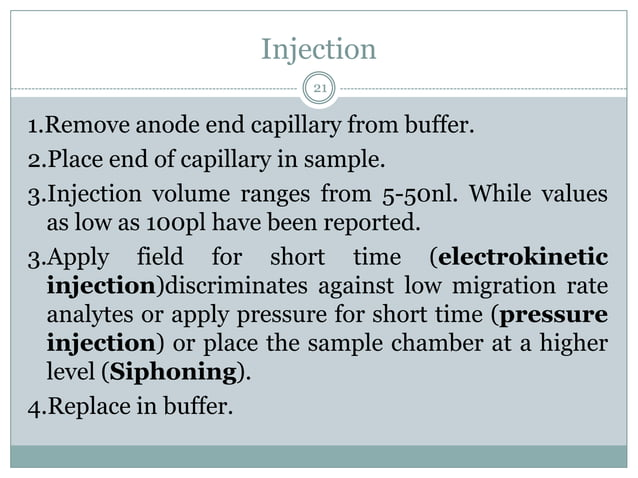 Injection
21
1.Remove anode end capillary from buffer.
2.Place end of capillary in sample.
3.Injection volume ranges from 5-50nl. While values
as low as 100pl have been reported.
3.Apply field for short time (electrokinetic
injection)discriminates against low migration rate
analytes or apply pressure for short time (pressure
injection) or place the sample chamber at a higher
level (Siphoning).
4.Replace in buffer.